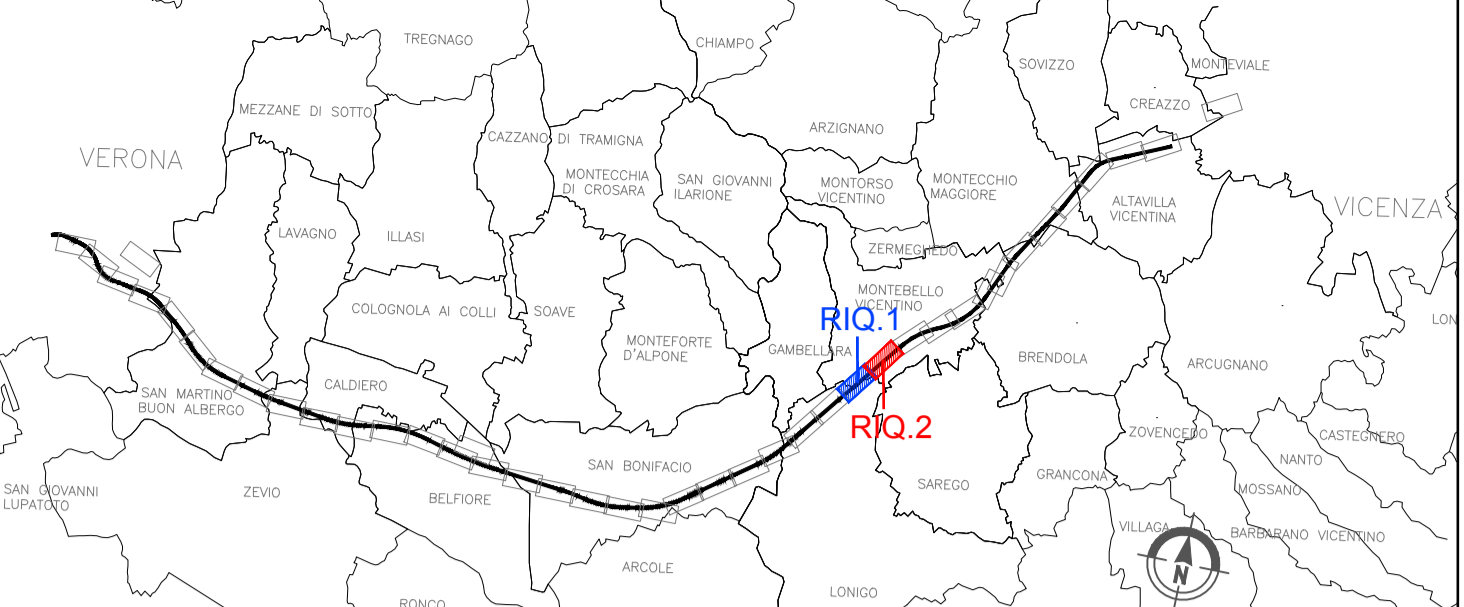 TREGNAGO
CHIAMPO
SOVIZZO
MONTEVIALE
MEZZANE DI SOTTO
CREAZZO
CAZZANO DI TRAMIGNA
ARZIGNANO
VERONA
MONTECCHIA
DI CROSARA
SAN GIOVANNI
ILARIONE
MONTORSO
VICENTINO
MONTECCHIO
MAGGIORE
ALTAVILLA
VICENTINA
VICENZA
LAVAGNO
ILLASI
ZERMEGHEDO
MONTEBELLO
VICENTINO
COLOGNOLA AI COLLI
SOAVE
RIQ.1
LON
MONTEFORTE
D'ALPONE
GAMBELLARA
BRENDOLA
ARCUGNANO
CALDIERO
SAN MARTINO
BUON ALBERGO
RIQ.2
ZOVENCEDO
CASTEGNERO
SAN BONIFACIO
NANTO
GRANCONA
SAREGO
MOSSANO
SAN GIOVANNI
LUPATOTO
ZEVIO
BELFIORE
VILLAGA
BARBARANO VICENTINO
ARCOLE
N
LONIGO
RONCO